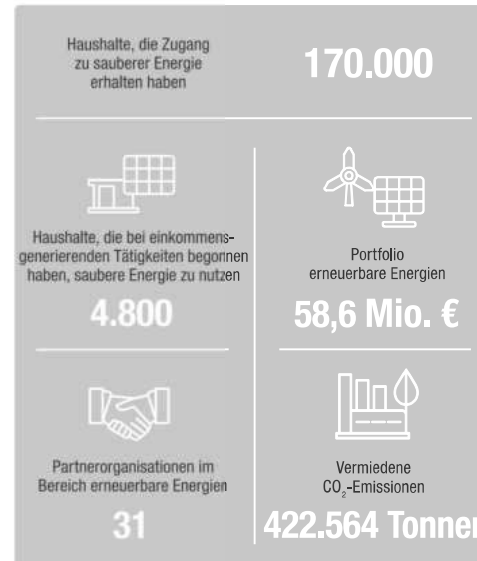 Haushalte, die Zugang
zu sauberer Energie
erhalten haben
170.000
Haushalte, die bei einkommens-
generierenden Tätigkeiten begonnen
haben, saubere Energie zu nutzen
4.800
Portfolio
erneuerbare Energien
58,6 Mio. €
Partnerorganisationen im
Bereich erneuerbare Energien
31
Vermiedene
CO₂-Emissionen
422.564 Tonnen